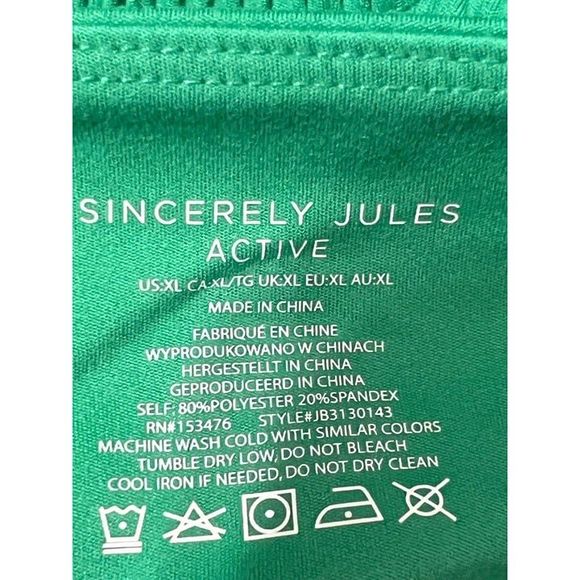 SINCERELY JULES
ACTIVE
US:XL CA:XL/TG UK:XL EU:XL AU:XL
MADE IN CHINA
FABRIQUÉ EN CHINE
WYPRODUKOWANO W CHINACH
HERGESTELLT IN CHINA
GEPRODUCEERD IN CHINA
SELF: 80%POLYESTER 20%SPANDEX
RN#153476 STYLE#JB3130143
MACHINE WASH COLD WITH SIMILAR COLORS
TUMBLE DRY LOW, DO NOT BLEACH
COOL IRON IF NEEDED, DO NOT DRY CLEAN